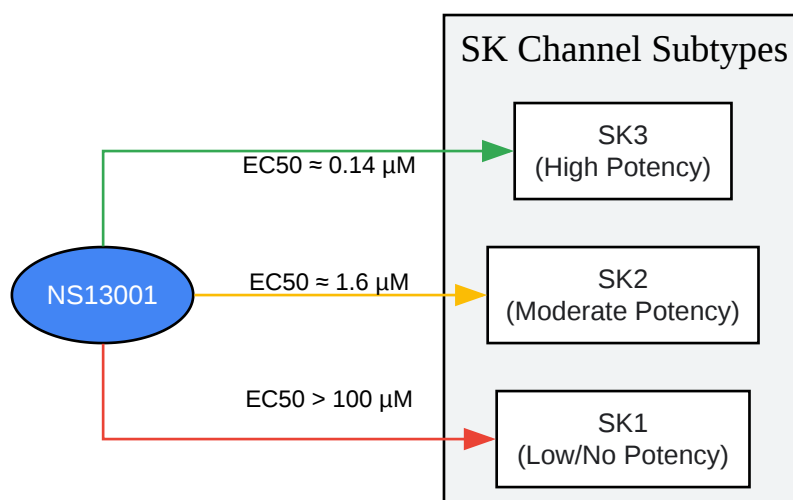 SK Channel Subtypes
SK3
(High Potency)
EC50 ≈ 0.14 µM
NS13001
EC50 ≈ 1.6 µM
SK2
(Moderate Potency)
EC50 > 100 µM
SK1
(Low/No Potency)